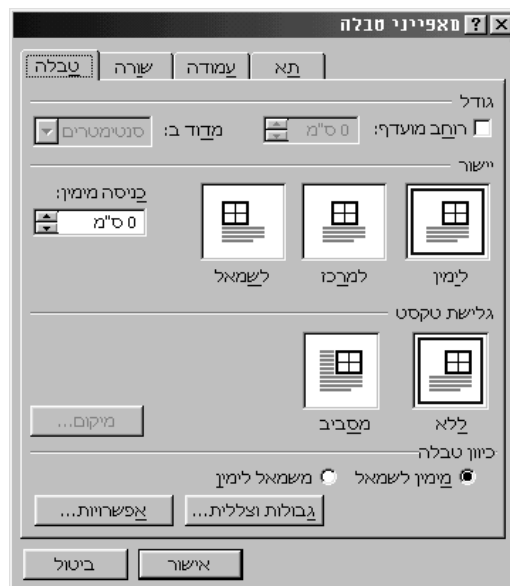 מאפייני טבלה
טבלה שורה עמודה תא
גודל
רוחב מועדף: 0 ס"מ מדוד ב: סנטימטרים
יישור
לימין למרכז לשמאל
כניסה מימין:
0 ס"מ
גלישת טקסט
ללא מסביב
מיקום...
כיוון טבלה
מימין לשמאל משמאל לימין
גבולות וצללית... אפשרויות...
אישור ביטול